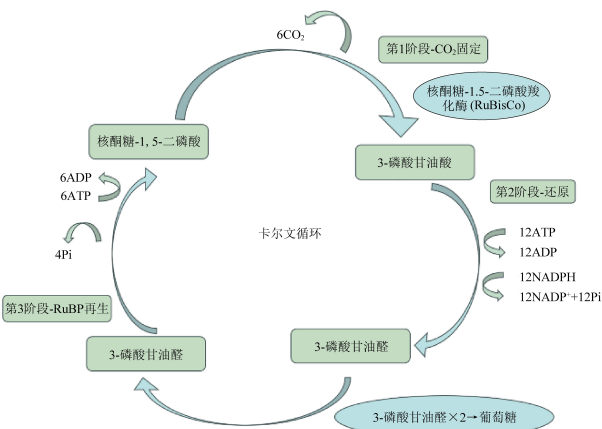 6CO₂
第1阶段-CO₂固定
核酮糖-1.5-二磷酸羧
化酶(RuBisCo)
核酮糖-1, 5-二磷酸
3-磷酸甘油酸
6ADP
6ATP
第2阶段-还原
卡尔文循环
12ATP
12ADP
4Pi
12NADPH
12NADP⁺+12Pi
第3阶段-RuBP再生
3-磷酸甘油醛
3-磷酸甘油醛
3-磷酸甘油醛×2→葡萄糖